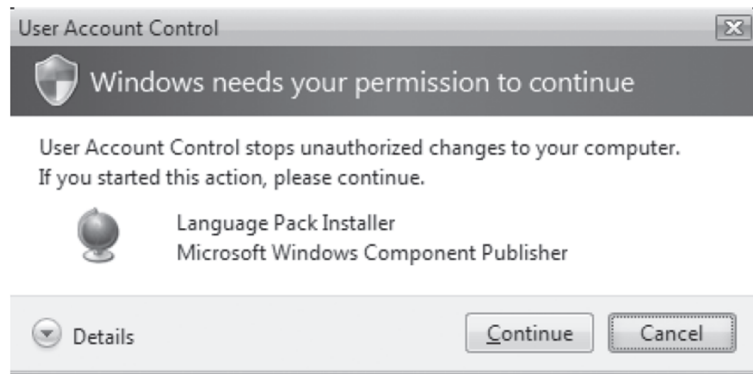 User Account Control
Windows needs your permission to continue
User Account Control stops unauthorized changes to your computer.
If you started this action, please continue.
Language Pack Installer
Microsoft Windows Component Publisher
Details
Continue
Cancel